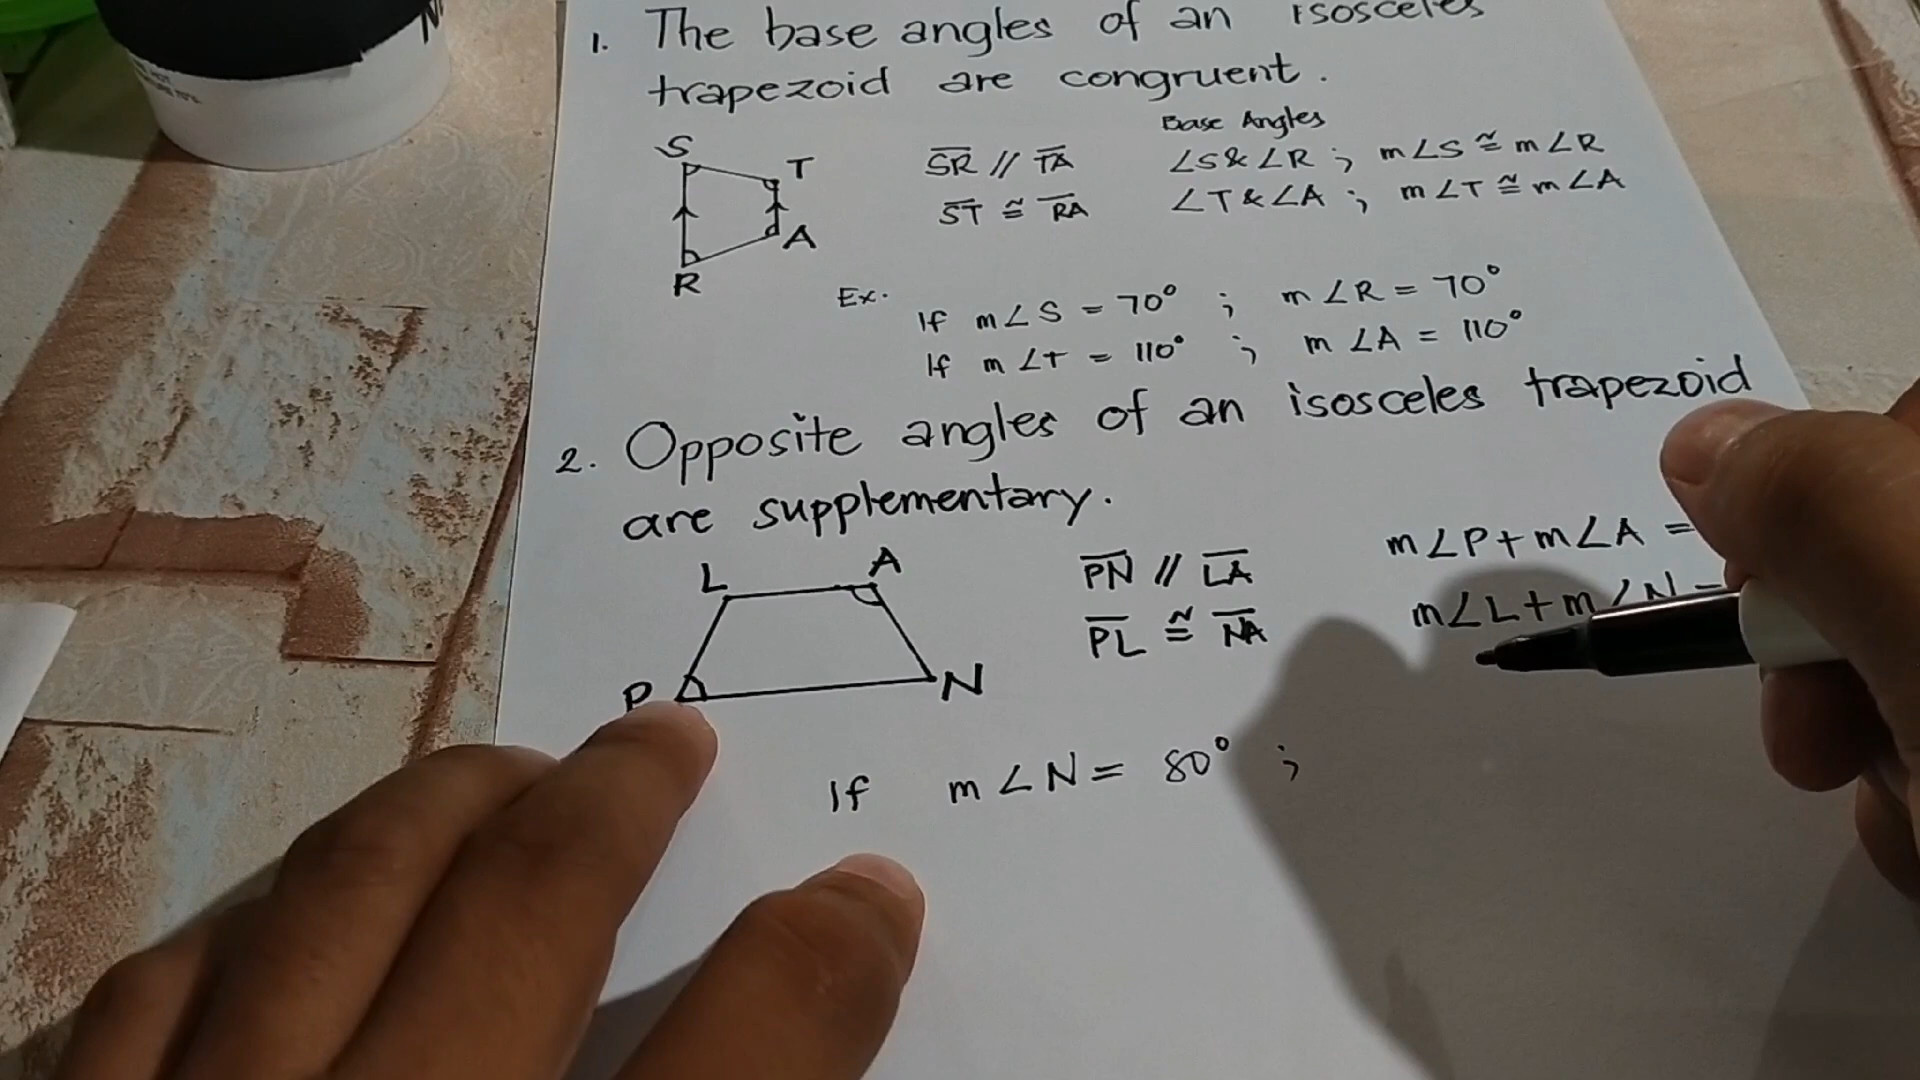 1. The base angles of an isosceles
trapezoid are congruent.
Base Angles
S
T
A
R
SR // TA
∠S & ∠R ; m∠S ≅ m∠R
ST ≅ RA
∠T & ∠A ; m∠T ≅ m∠A
Ex.
If m∠S = 70° ; m∠R = 70°
If m∠T = 110° ; m∠A = 110°
2. Opposite angles of an isosceles trapezoid
are supplementary.
L
A
P
N
PN // LA
m∠P + m∠A =
PL ≅ NA
m∠L + m∠N =
If m∠N = 80° ;